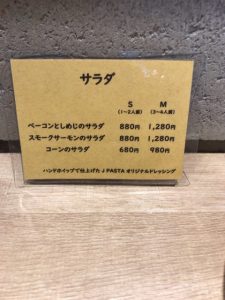 サラダ
S M
(1〜2人前) (3〜4人前)
ベーコンとしめじのサラダ 880円 1,280円
スモークサーモンのサラダ 880円 1,280円
コーンのサラダ 680円 980円
ハンドホイップで仕上げた J PASTA オリジナルドレッシング